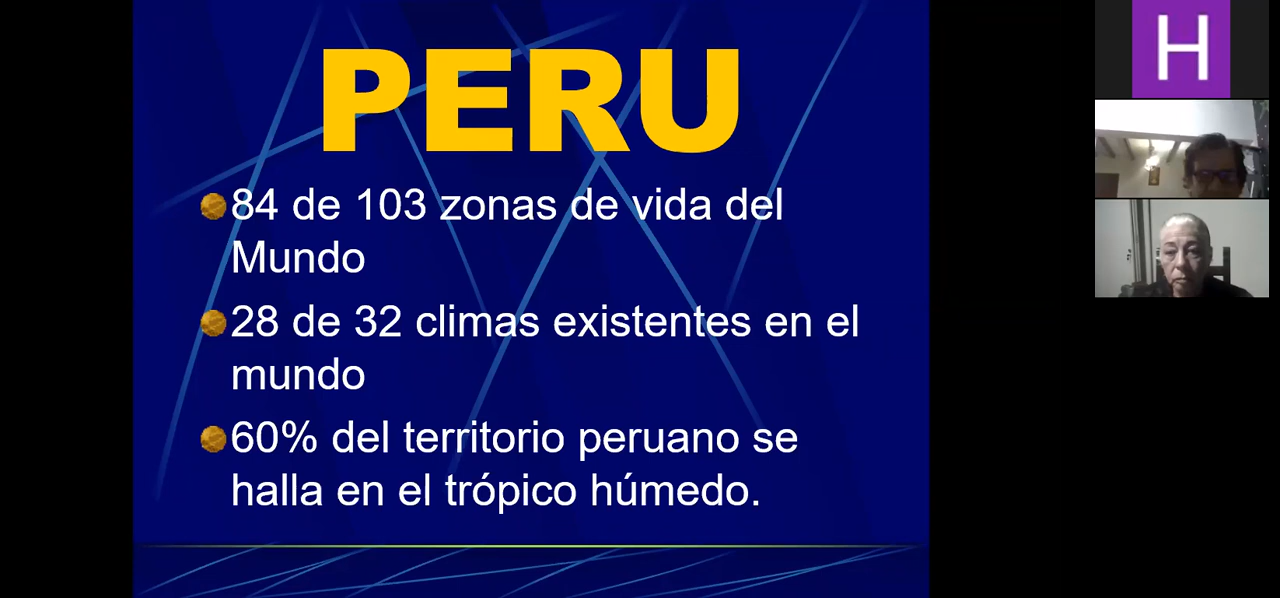 PERU
84 de 103 zonas de vida del
Mundo
28 de 32 climas existentes en el
mundo
60% del territorio peruano se
halla en el trópico húmedo.
H